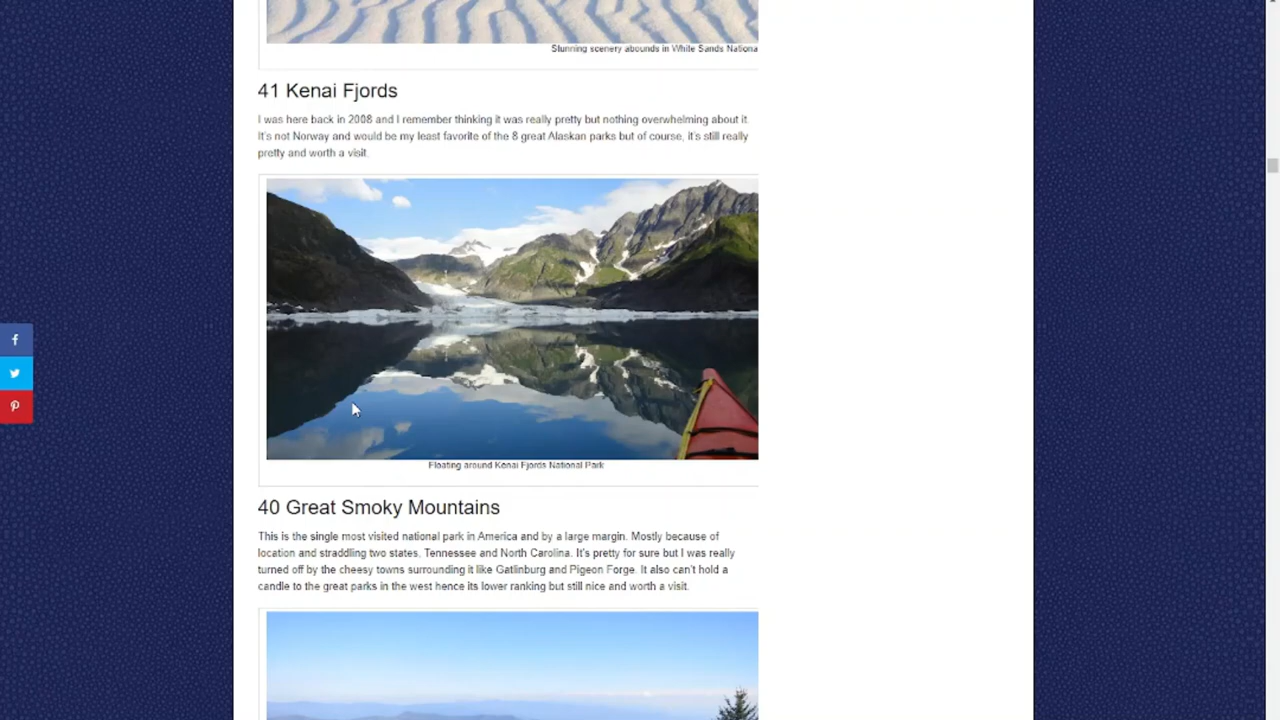 Stunning scenery abounds in White Sands Nationa
41 Kenai Fjords
I was here back in 2008 and I remember thinking it was really pretty but nothing overwhelming about it.
It's not Norway and would be my least favorite of the 8 great Alaskan parks but of course, it's still really
pretty and worth a visit.
Floating around Kenai Fjords National Park
40 Great Smoky Mountains
This is the single most visited national park in America and by a large margin. Mostly because of
location and straddling two states, Tennessee and North Carolina. It's pretty for sure but I was really
turned off by the cheesy towns surrounding it like Gatlinburg and Pigeon Forge. It also can't hold a
candle to the great parks in the west hence its lower ranking but still nice and worth a visit.